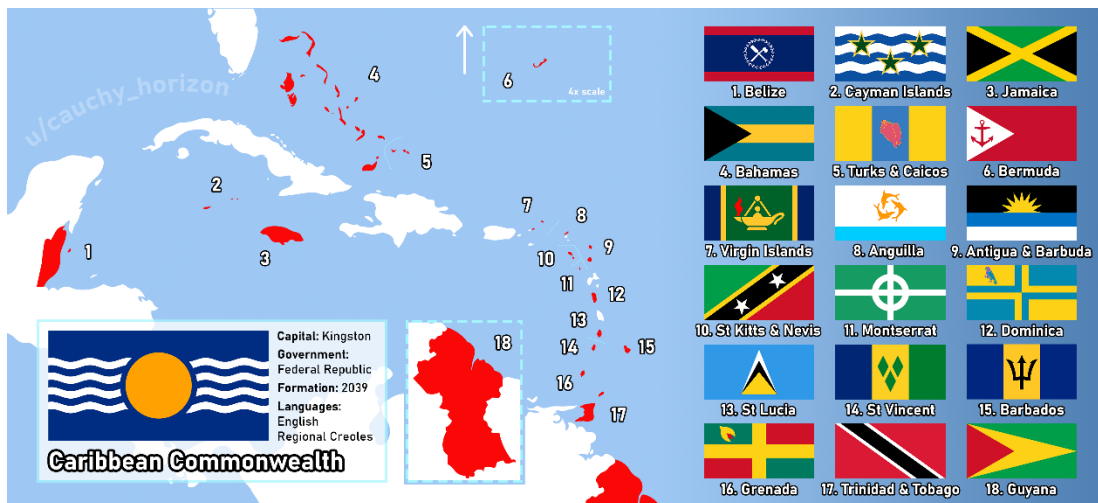 u/cauchy_horizon
1
2
3
4
5
6
4x scale
7
8
9
10
11
12
13
14
15
16
17
18
Capital: Kingston
Government:
Federal Republic
Formation: 2039
Languages:
English
Regional Creoles
Caribbean Commonwealth
1. Belize
2. Cayman Islands
3. Jamaica
4. Bahamas
5. Turks & Caicos
6. Bermuda
7. Virgin Islands
8. Anguilla
9. Antigua & Barbuda
10. St Kitts & Nevis
11. Montserrat
12. Dominica
13. St Lucia
14. St Vincent
15. Barbados
16. Grenada
17. Trinidad & Tobago
18. Guyana